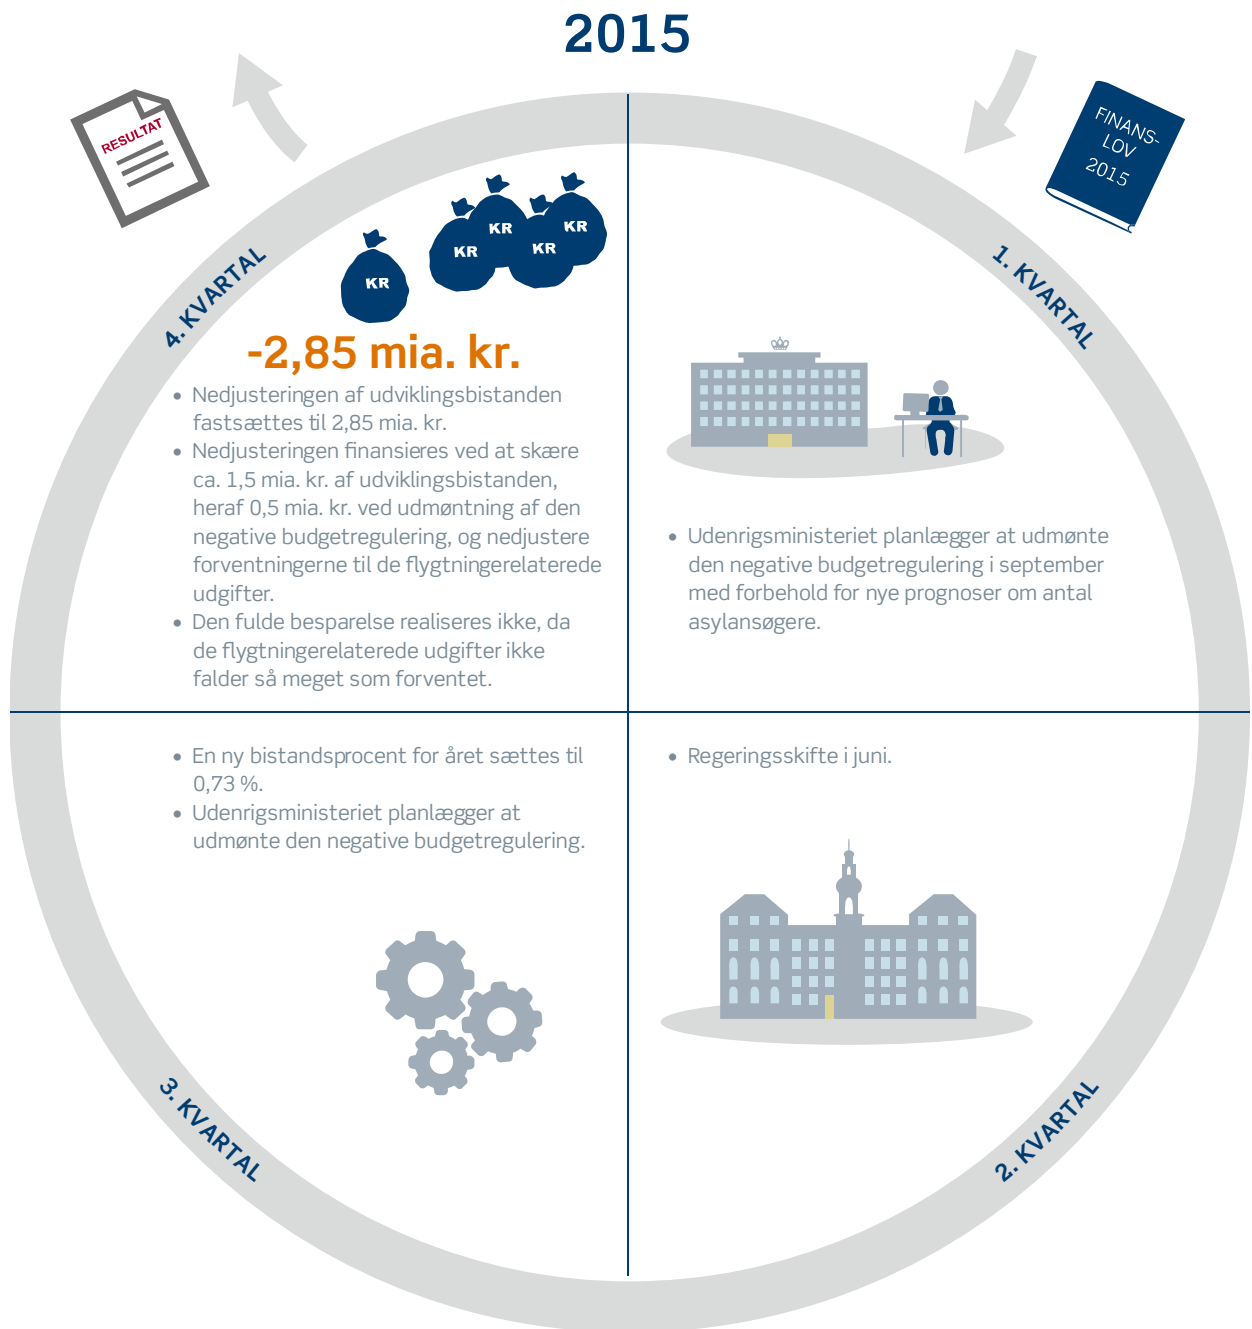 2015
RESULTAT
FINANS-
LOV
2015
1. KVARTAL
• Udenrigsministeriet planlægger at udmønte
den negative budgetregulering i september
med forbehold for nye prognoser om antal
asylansøgere.
2. KVARTAL
• Regeringsskifte i juni.
3. KVARTAL
• En ny bistandsprocent for året sættes til
0,73 %.
• Udenrigsministeriet planlægger at
udmønte den negative budgetregulering.
4. KVARTAL
KR
KR
KR
KR
KR
-2,85 mia. kr.
• Nedjusteringen af udviklingsbistanden
fastsættes til 2,85 mia. kr.
• Nedjusteringen finansieres ved at skære
ca. 1,5 mia. kr. af udviklingsbistanden,
heraf 0,5 mia. kr. ved udmøntning af den
negative budgetregulering, og nedjustere
forventningerne til de flygtningerelaterede
udgifter.
• Den fulde besparelse realiseres ikke, da
de flygtningerelaterede udgifter ikke
falder så meget som forventet.